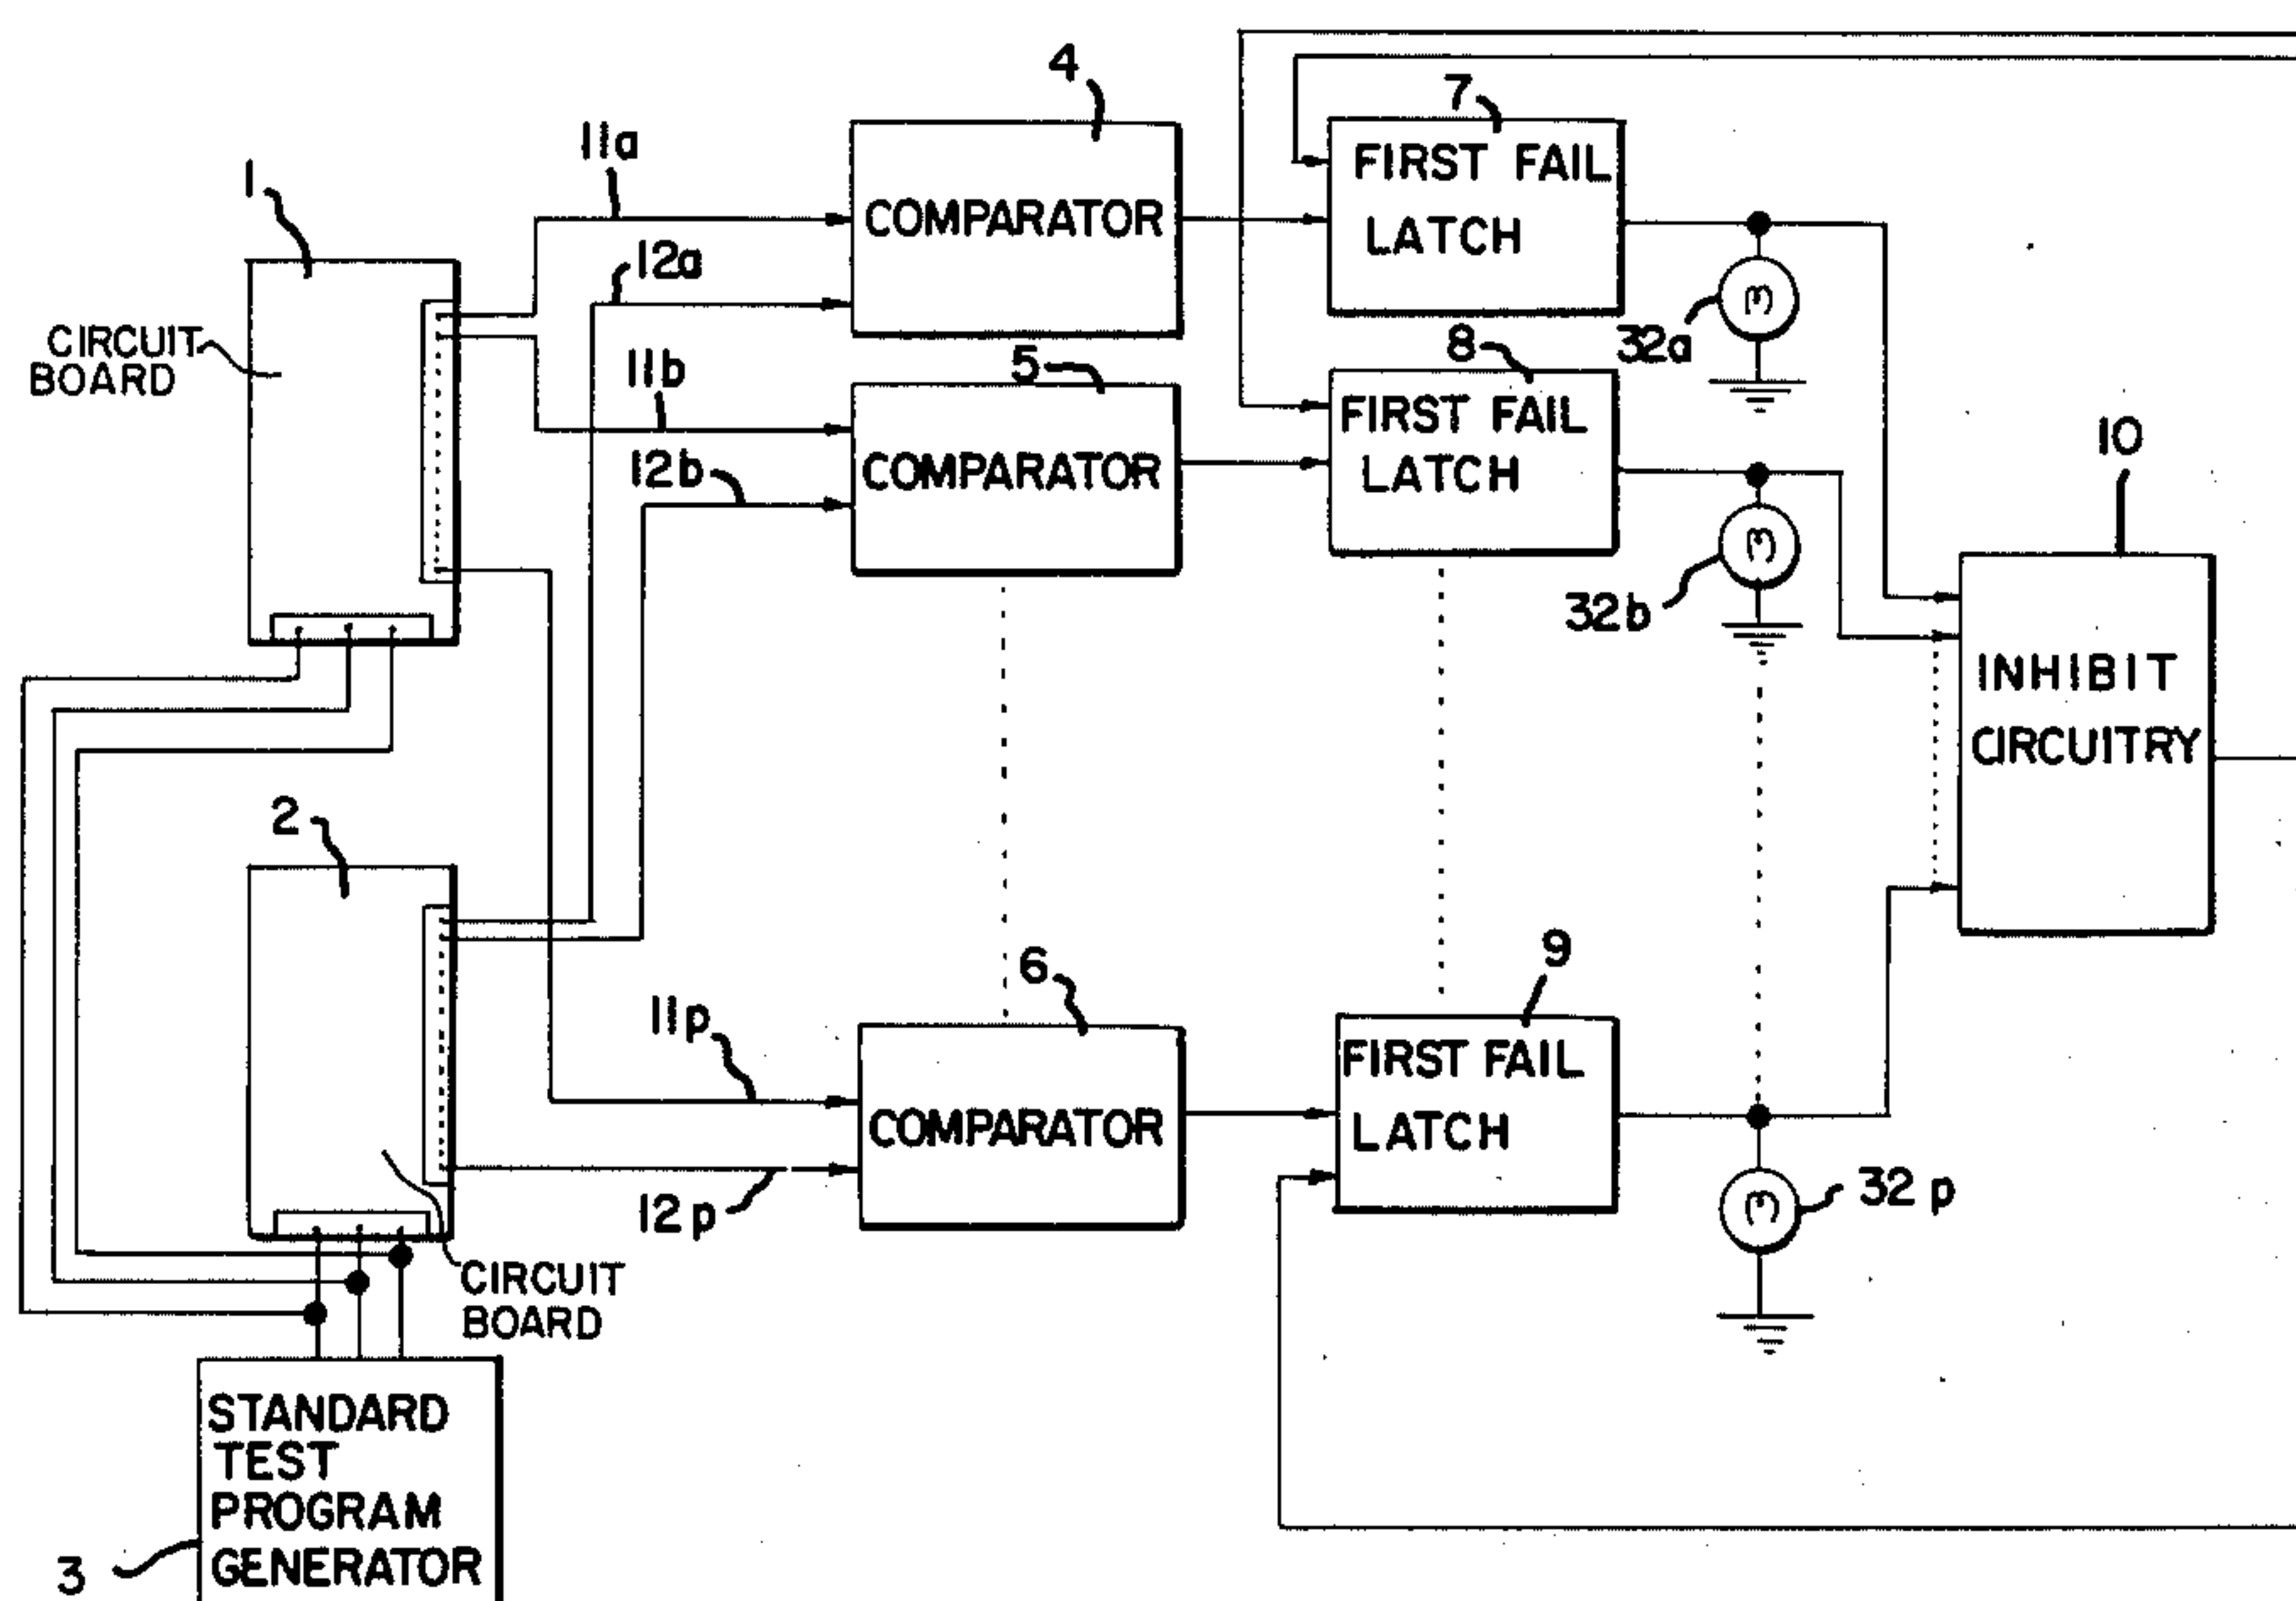 4
7
11a
FIRST FAIL
LATCH
1
COMPARATOR
12a
CIRCUIT
BOARD
32a
8
11b
5
FIRST FAIL
LATCH
10
12b
COMPARATOR
32b
INHIBIT
CIRCUITRY
2
6
9
11p
FIRST FAIL
LATCH
COMPARATOR
12p
32p
CIRCUIT
BOARD
STANDARD
TEST
PROGRAM
GENERATOR
3